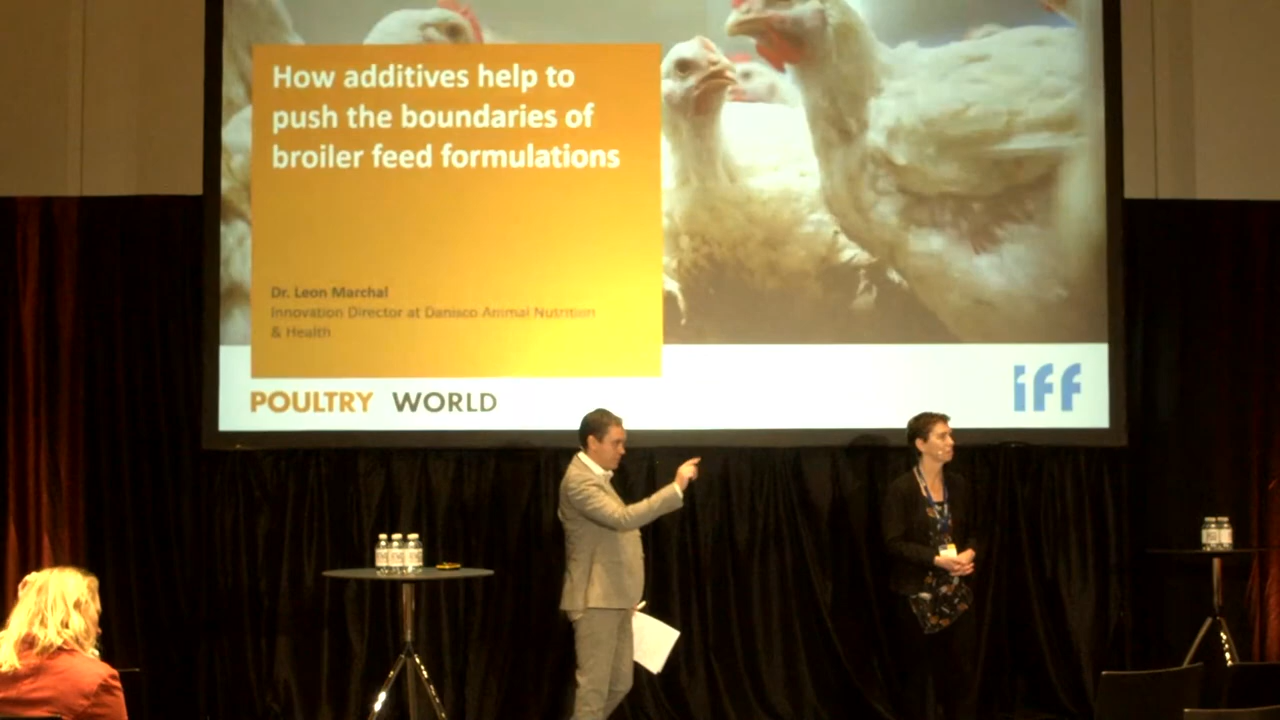 How additives help to
push the boundaries of
broiler feed formulations
Dr. Leon Marchal
Innovation Director at Danisco Animal Nutrition
& Health
POULTRY WORLD
iff